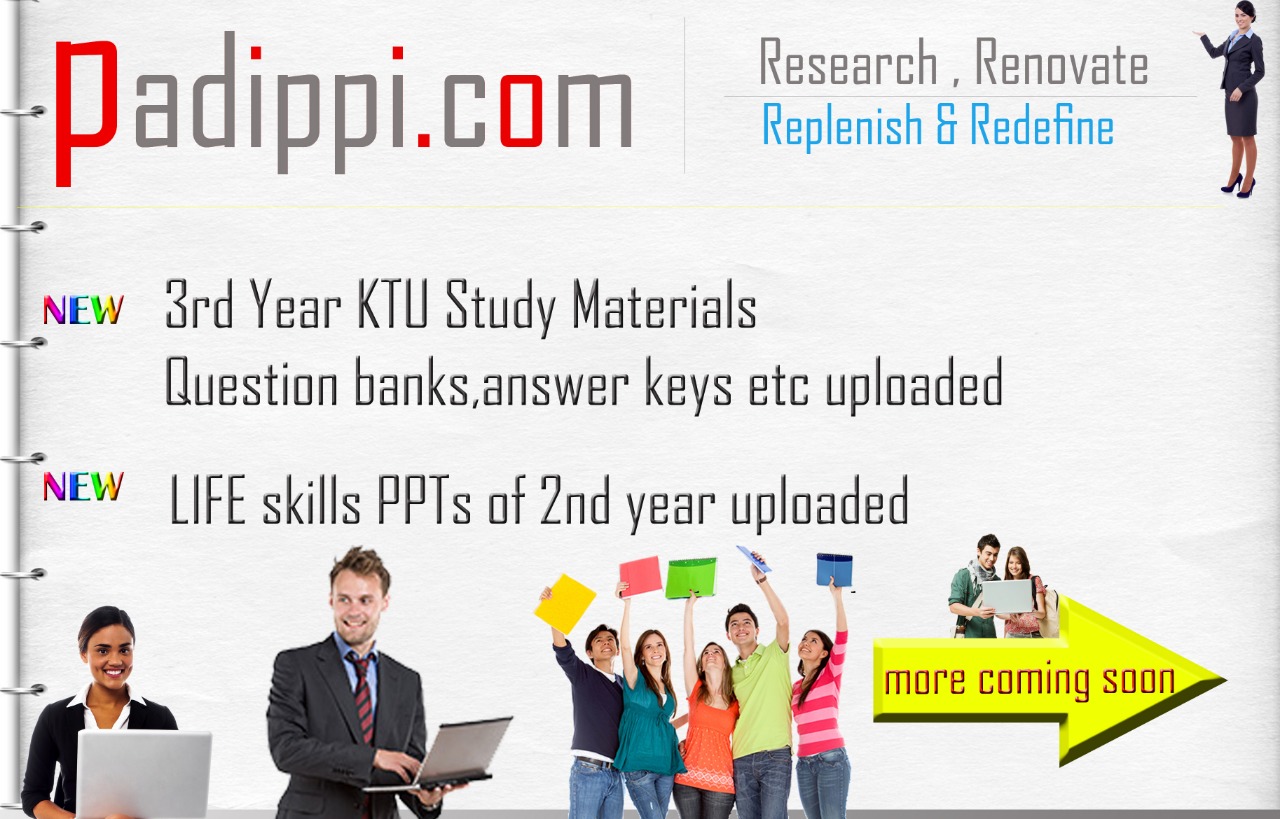 Padippi.com
Research , Renovate
Replenish & Redefine
NEW 3rd Year KTU Study Materials
Question banks,answer keys etc uploaded
NEW LIFE skills PPTs of 2nd year uploaded
more coming soon